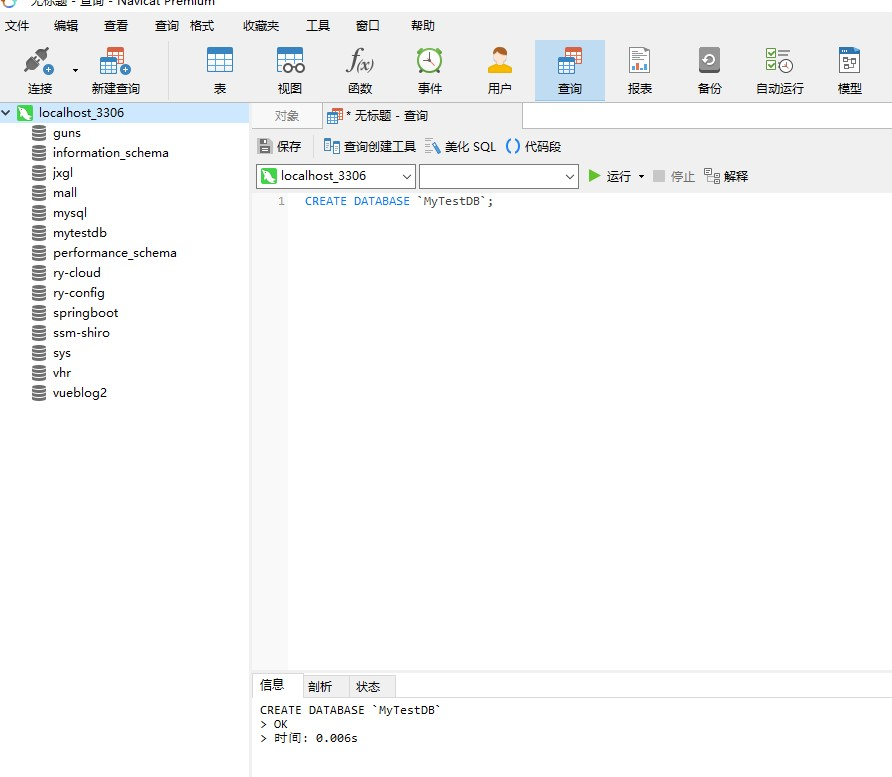 无标题 - 查询 - Navicat Premium
文件 编辑 查看 查询 格式 收藏夹 工具 窗口 帮助
连接 新建查询 表 视图 函数 事件 用户 查询 报表 备份 自动运行 模型
localhost_3306
guns
information_schema
jxgl
mall
mysql
mytestdb
performance_schema
ry-cloud
ry-config
springboot
ssm-shiro
sys
vhr
vueblog2
对象 * 无标题 - 查询
保存 查询创建工具 美化 SQL () 代码段
localhost_3306 运行 停止 解释
1 CREATE DATABASE `MyTestDB`;
信息 剖析 状态
CREATE DATABASE `MyTestDB`
> OK
> 时间: 0.006s